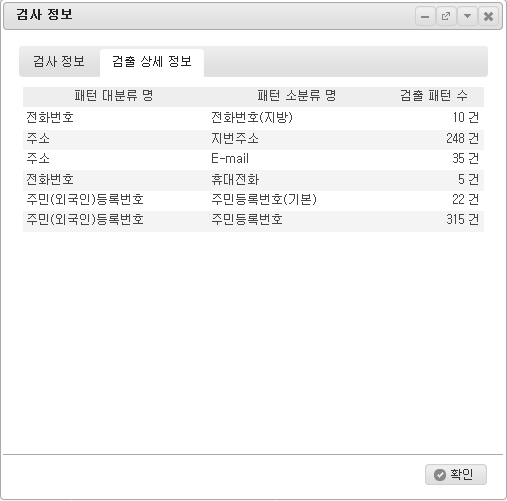 검사 정보
검사 정보 검출 상세 정보
패턴 대분류 명 패턴 소분류 명 검출 패턴 수
전화번호 전화번호(지방) 10 건
주소 지번주소 248 건
주소 E-mail 35 건
전화번호 휴대전화 5 건
주민(외국인)등록번호 주민등록번호(기본) 22 건
주민(외국인)등록번호 주민등록번호 315 건
확인